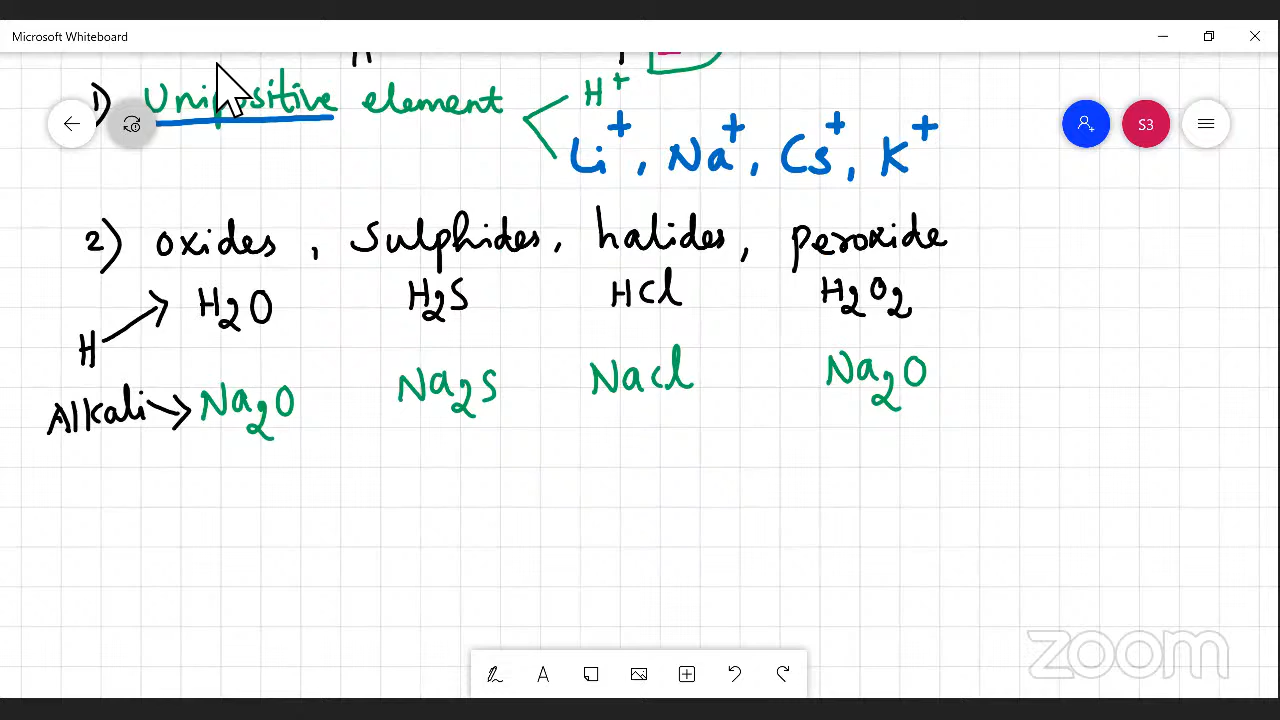 Microsoft Whiteboard
1) Unipositive element H⁺
Li⁺, Na⁺, Cs⁺, K⁺
S3
2) oxides, sulphides, halides, peroxide
H₂O H₂S HCl H₂O₂
H
Alkali → Na₂O Na₂S NaCl Na₂O
zoom